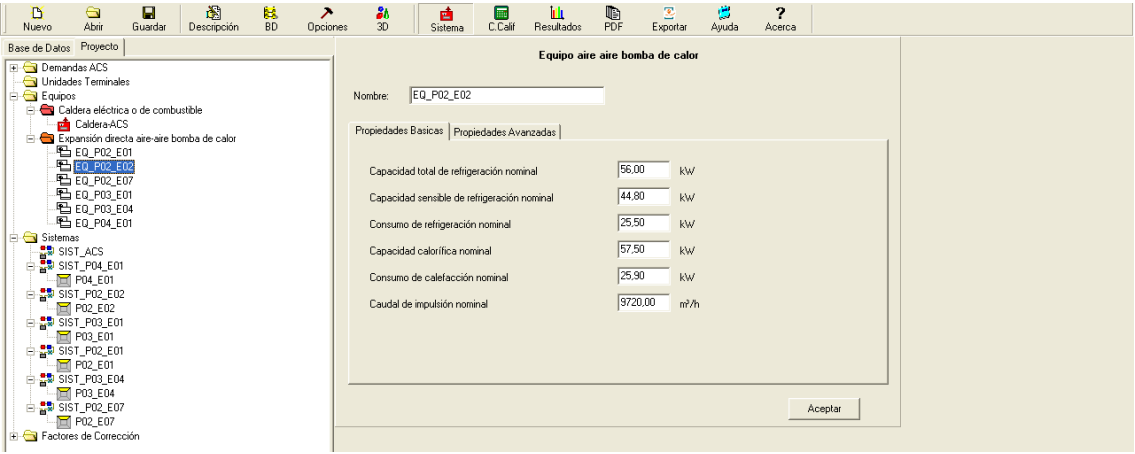 Nuevo Abrir Guardar Descripción BD Opciones 3D Sistema C.Calif Resultados PDF Exportar Ayuda Acerca
Base de Datos Proyecto
Demandas ACS
Unidades Terminales
Equipos
Caldera eléctrica o de combustible
Caldera-ACS
Expansión directa aire-aire bomba de calor
EQ_P02_E01
EQ_P02_E02
EQ_P02_E07
EQ_P03_E01
EQ_P03_E04
EQ_P04_E01
Sistemas
SIST_ACS
SIST_P04_E01
P04_E01
SIST_P02_E02
P02_E02
SIST_P03_E01
P03_E01
SIST_P02_E01
P02_E01
SIST_P03_E04
P03_E04
SIST_P02_E07
P02_E07
Factores de Corrección
Equipo aire aire bomba de calor
Nombre: EQ_P02_E02
Propiedades Basicas Propiedades Avanzadas
Capacidad total de refrigeración nominal 56,00 kW
Capacidad sensible de refrigeración nominal 44,80 kW
Consumo de refrigeración nominal 25,50 kW
Capacidad calorífica nominal 57,50 kW
Consumo de calefacción nominal 25,90 kW
Caudal de impulsión nominal 9720,00 m³/h
Aceptar